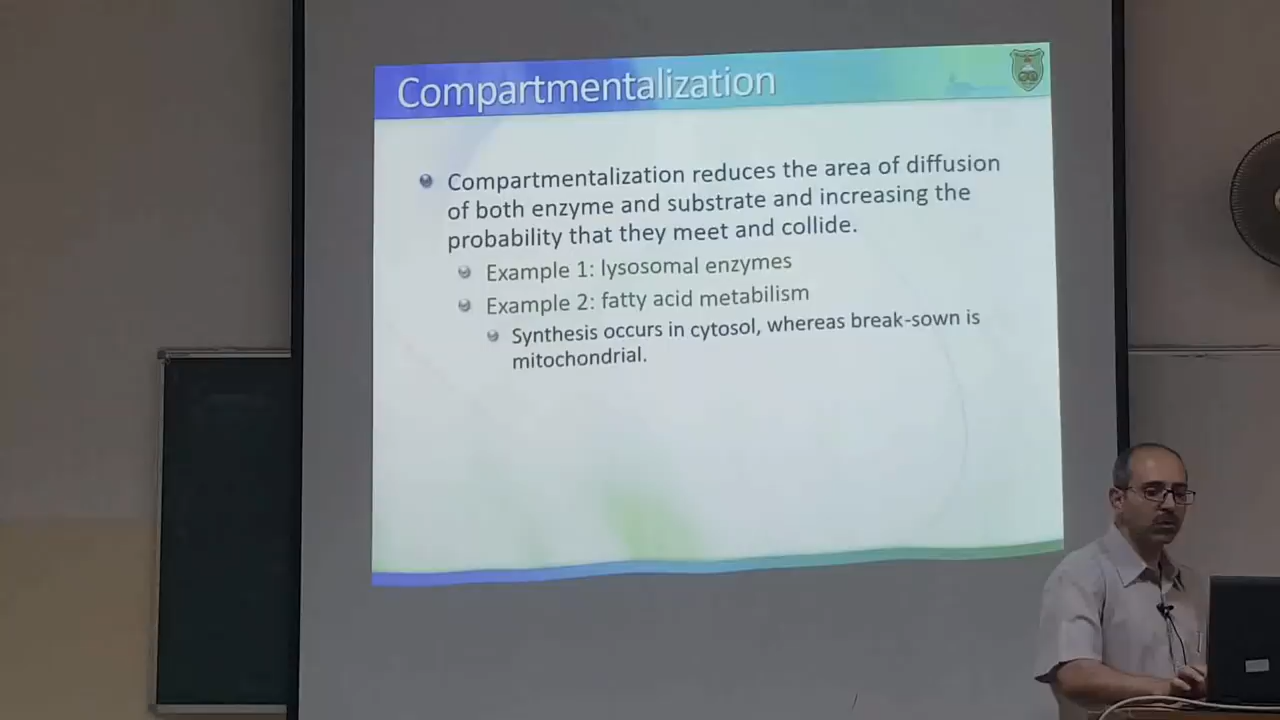 Compartmentalization
Compartmentalization reduces the area of diffusion
of both enzyme and substrate and increasing the
probability that they meet and collide.
Example 1: lysosomal enzymes
Example 2: fatty acid metabilism
Synthesis occurs in cytosol, whereas break-sown is
mitochondrial.